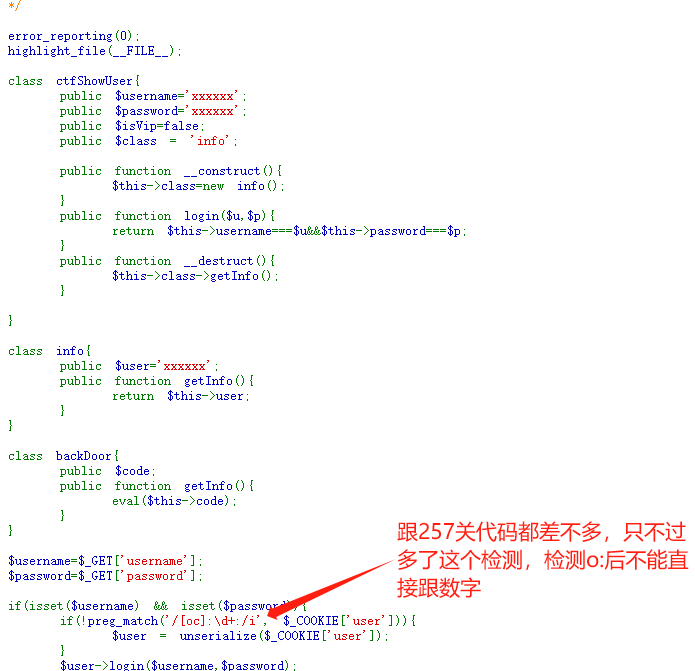 */
error_reporting(0);
highlight_file(__FILE__);
class ctfShowUser{
public $username='xxxxxx';
public $password='xxxxxx';
public $isVip=false;
public $class = 'info';
public function __construct(){
$this->class=new info();
}
public function login($u,$p){
return $this->username===$u&&$this->password===$p;
}
public function __destruct(){
$this->class->getInfo();
}
}
class info{
public $user='xxxxxx';
public function getInfo(){
return $this->user;
}
}
class backDoor{
public $code;
public function getInfo(){
eval($this->code);
}
}
跟257关代码都差不多，只不过
多了这个检测，检测o:后不能直
接跟数字
$username=$_GET['username'];
$password=$_GET['password'];
if(isset($username) && isset($password)){
if(!preg_match('/[oc]:\d+:/i', $_COOKIE['user'])){
$user = unserialize($_COOKIE['user']);
}
$user->login($username,$password);